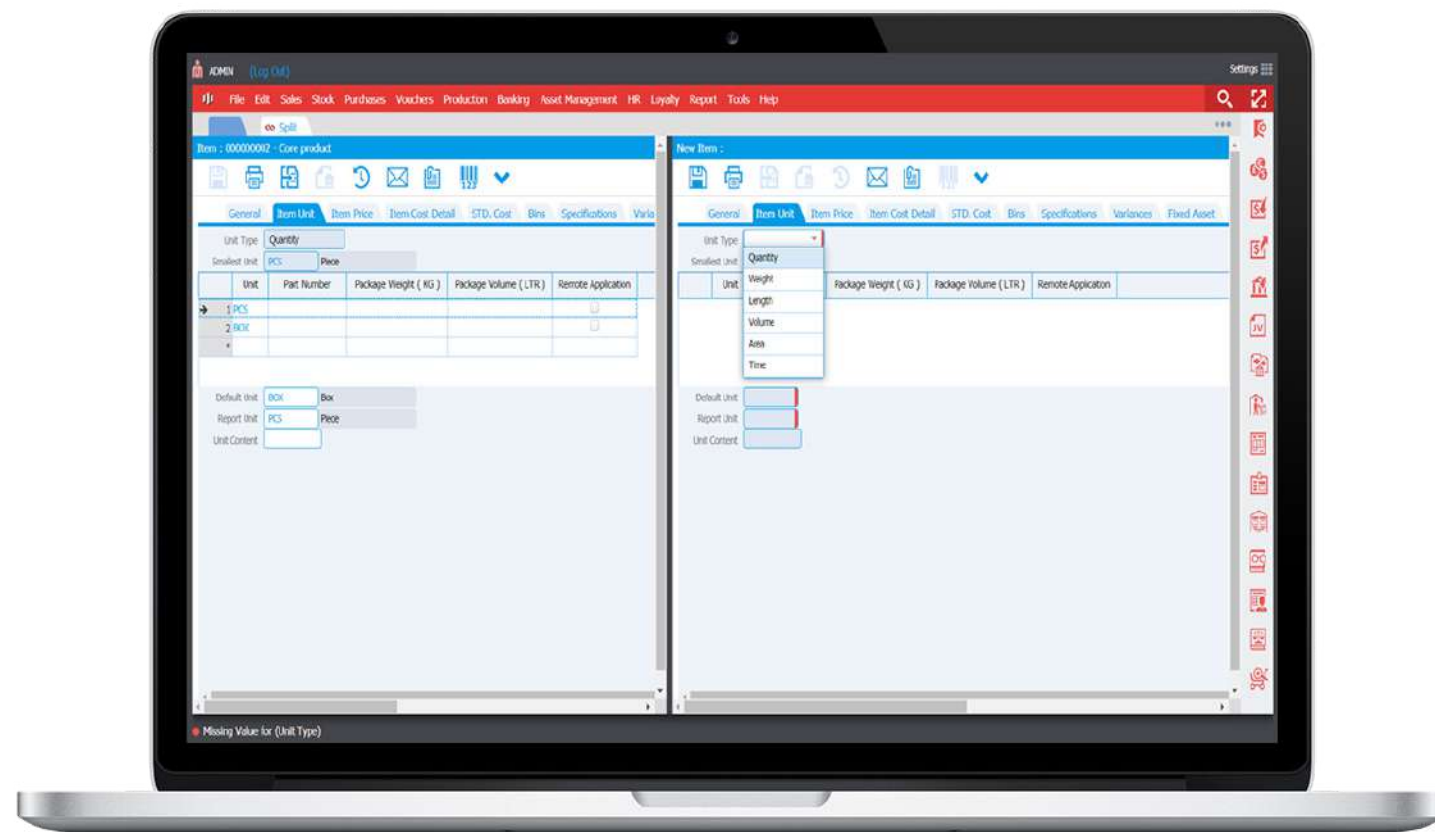 ADMIN (Log Out) Settings
File Edit Sales Stock Purchases Vouchers Production Banking Asset Management HR Loyalty Report Tools Help
Split
Item : 000000002 - Core product
General Item Unit Item Price Item Cost Detail STD. Cost Bins Specifications Varia
Unit Type Quantity
Smallest Unit PCS Piece
Unit Part Number Package Weight ( KG ) Package Volume ( LTR ) Remote Application
1 PCS
2 BOX
*
Default Unit BOX Box
Report Unit PCS Piece
Unit Content
New Item :
General Item Unit Item Price Item Cost Detail STD. Cost Bins Specifications Variances Fixed Asset
Unit Type
Quantity
Smallest Unit
Weight
Unit Package Weight ( KG ) Package Volume ( LTR ) Remote Application
Length
Volume
Area
Time
Default Unit
Report Unit
Unit Content
123
JV
Missing Value for (Unit Type)